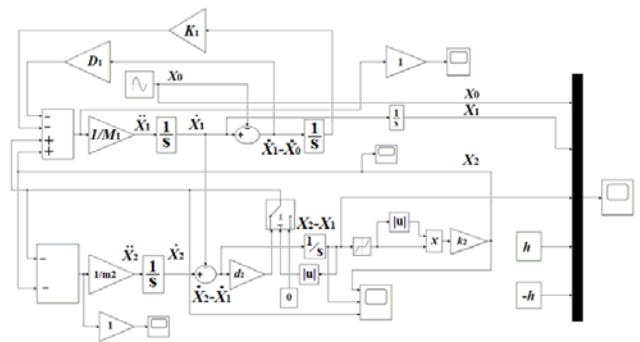 K₁
D₁
X₀
1
X₀
X₁
1/M₁
Ẍ₁
1/s
Ẋ₁
Ẋ₁-Ẋ₀
1/s
1/s
X₂
X₂-X₁
|u|
x
k₂
h
1/m2
Ẍ₂
1/s
Ẋ₂
Ẋ₂-Ẋ₁
d₂
1/s
|u|
0
-h
1